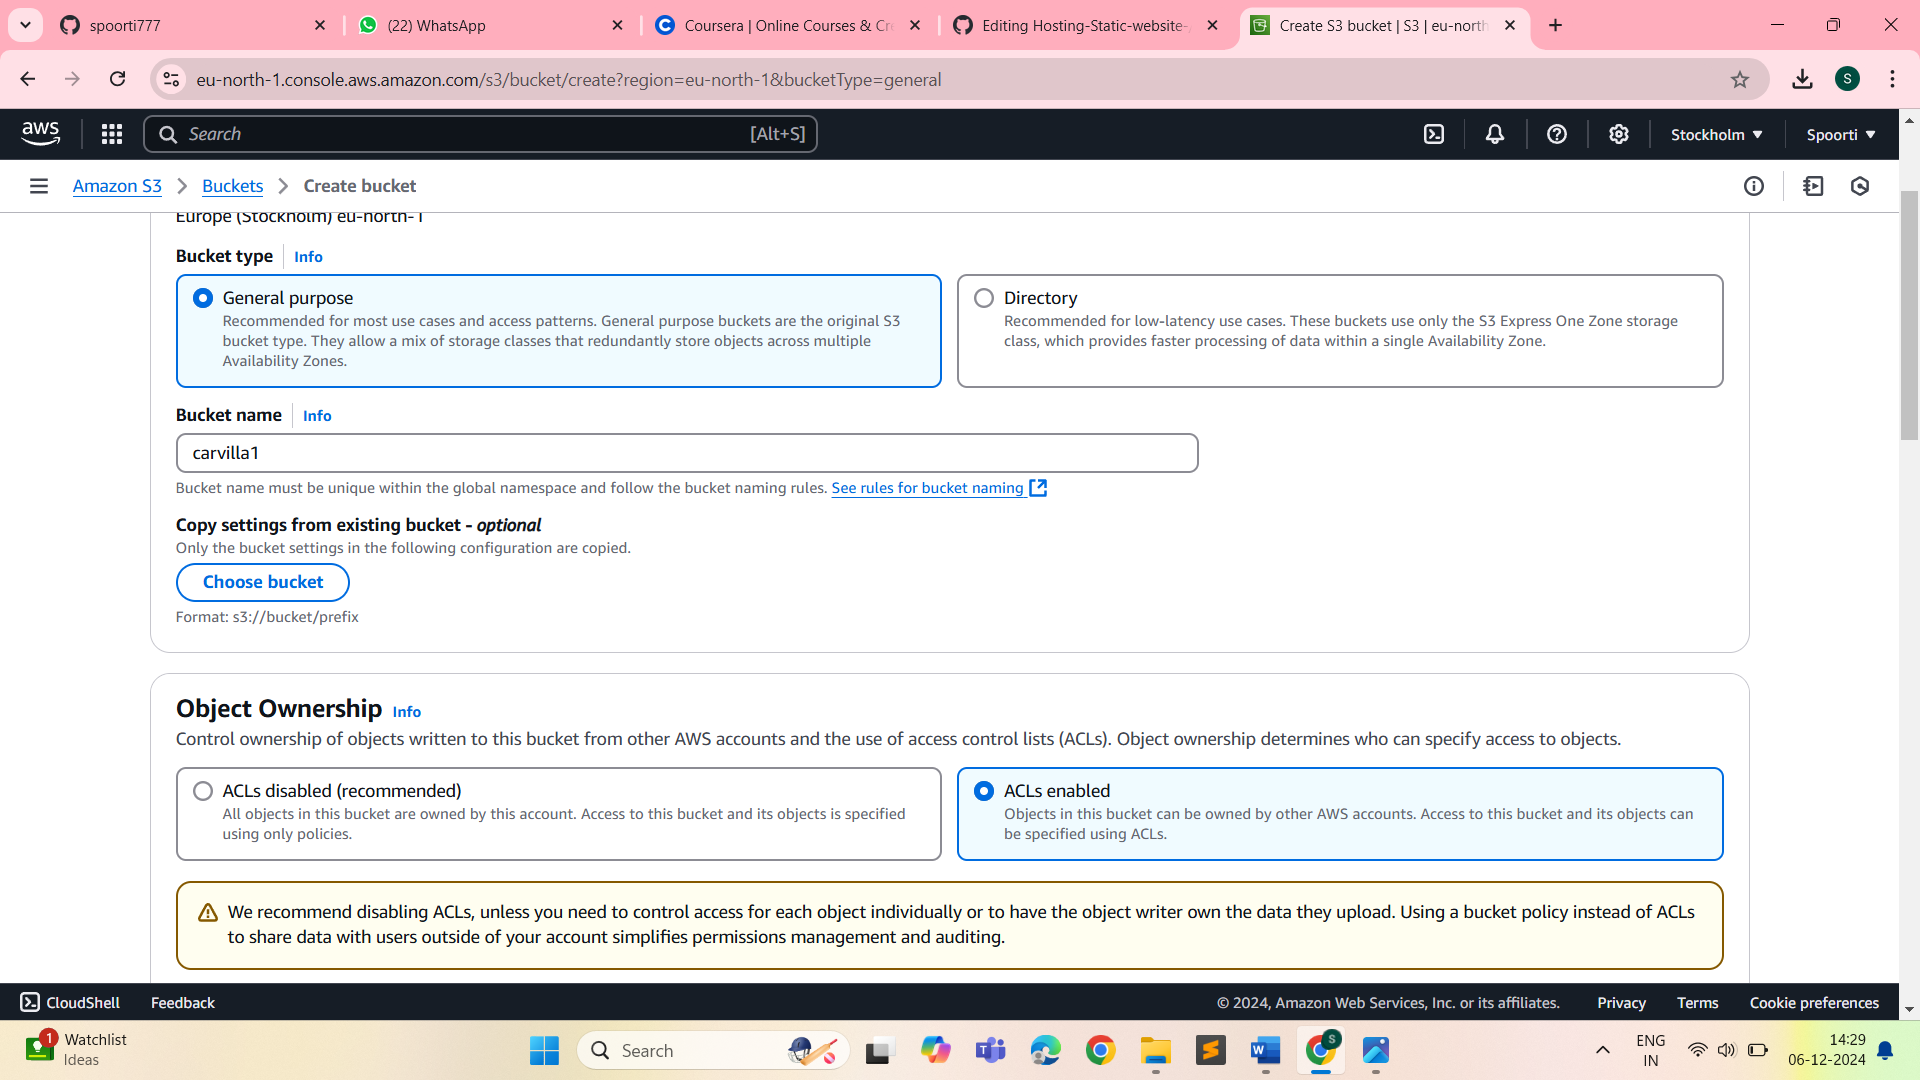 spoorti777
(22) WhatsApp
Coursera | Online Courses & Cre
Editing Hosting-Static-website-
Create S3 bucket | S3 | eu-north
eu-north-1.console.aws.amazon.com/s3/bucket/create?region=eu-north-1&bucketType=general
S
aws
Search
[Alt+S]
Stockholm
Spoorti
Amazon S3
Buckets
Create bucket
Europe (Stockholm) eu-north-1
Bucket type
Info
General purpose
Recommended for most use cases and access patterns. General purpose buckets are the original S3
bucket type. They allow a mix of storage classes that redundantly store objects across multiple
Availability Zones.
Directory
Recommended for low-latency use cases. These buckets use only the S3 Express One Zone storage
class, which provides faster processing of data within a single Availability Zone.
Bucket name
Info
carvilla1
Bucket name must be unique within the global namespace and follow the bucket naming rules. See rules for bucket naming
Copy settings from existing bucket - optional
Only the bucket settings in the following configuration are copied.
Choose bucket
Format: s3://bucket/prefix
Object Ownership
Info
Control ownership of objects written to this bucket from other AWS accounts and the use of access control lists (ACLs). Object ownership determines who can specify access to objects.
ACLs disabled (recommended)
All objects in this bucket are owned by this account. Access to this bucket and its objects is specified
using only policies.
ACLs enabled
Objects in this bucket can be owned by other AWS accounts. Access to this bucket and its objects can
be specified using ACLs.
We recommend disabling ACLs, unless you need to control access for each object individually or to have the object writer own the data they upload. Using a bucket policy instead of ACLs
to share data with users outside of your account simplifies permissions management and auditing.
CloudShell
Feedback
© 2024, Amazon Web Services, Inc. or its affiliates.
Privacy
Terms
Cookie preferences
1
Watchlist
Ideas
Search
S
ENG
IN
14:29
06-12-2024